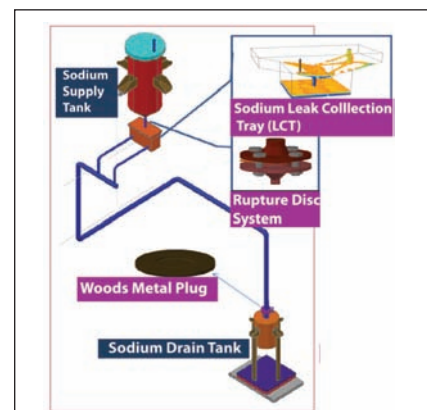 Sodium
Supply
Tank
Sodium Leak Colllection
Tray (LCT)
Rupture Disc
System
Woods Metal Plug
Sodium Drain Tank